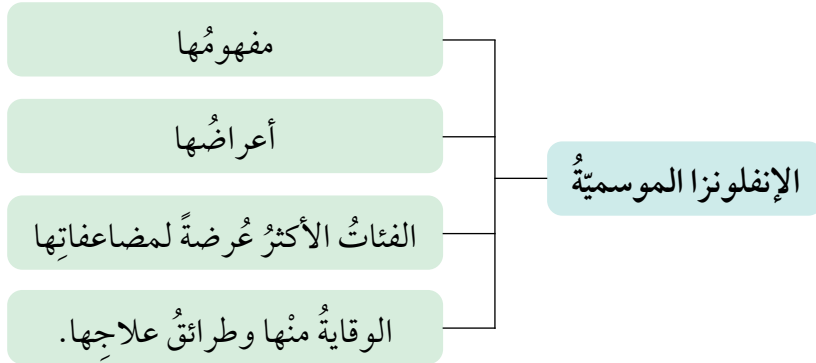 الإنفلونزا الموسميّةُ
مفهومُها
أعراضُها
الفئاتُ الأكثرُ عُرضةً لمضاعفاتِها
الوقايةُ منْها وطرائقُ علاجِها.